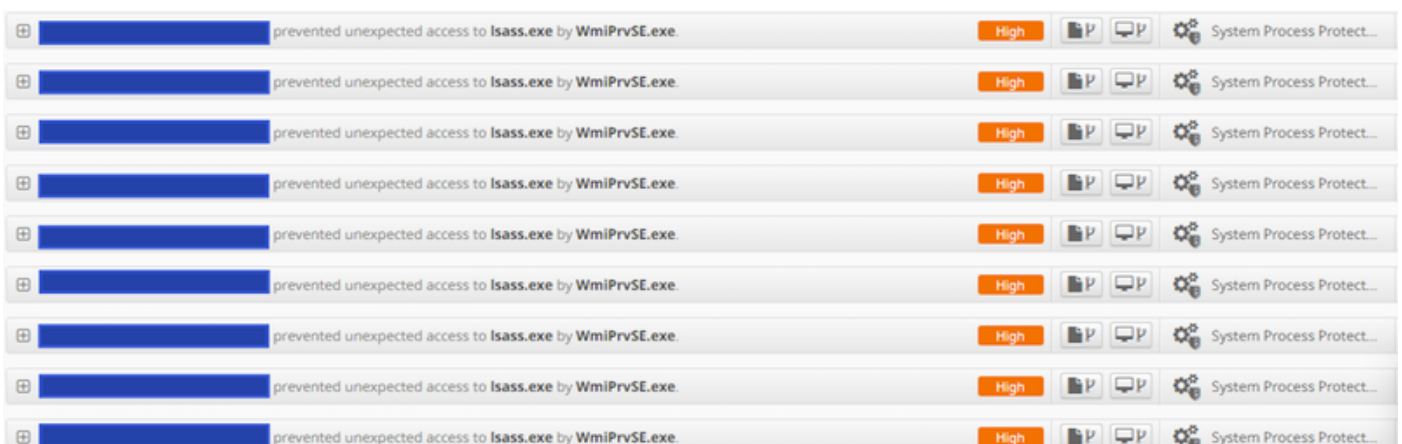 prevented unexpected access to lsass.exe by WmiPrvSE.exe. High System Process Protect...
prevented unexpected access to lsass.exe by WmiPrvSE.exe. High System Process Protect...
prevented unexpected access to lsass.exe by WmiPrvSE.exe. High System Process Protect...
prevented unexpected access to lsass.exe by WmiPrvSE.exe. High System Process Protect...
prevented unexpected access to lsass.exe by WmiPrvSE.exe. High System Process Protect...
prevented unexpected access to lsass.exe by WmiPrvSE.exe. High System Process Protect...
prevented unexpected access to lsass.exe by WmiPrvSE.exe. High System Process Protect...
prevented unexpected access to lsass.exe by WmiPrvSE.exe. High System Process Protect...
prevented unexpected access to lsass.exe by WmiPrvSE.exe. High System Process Protect...